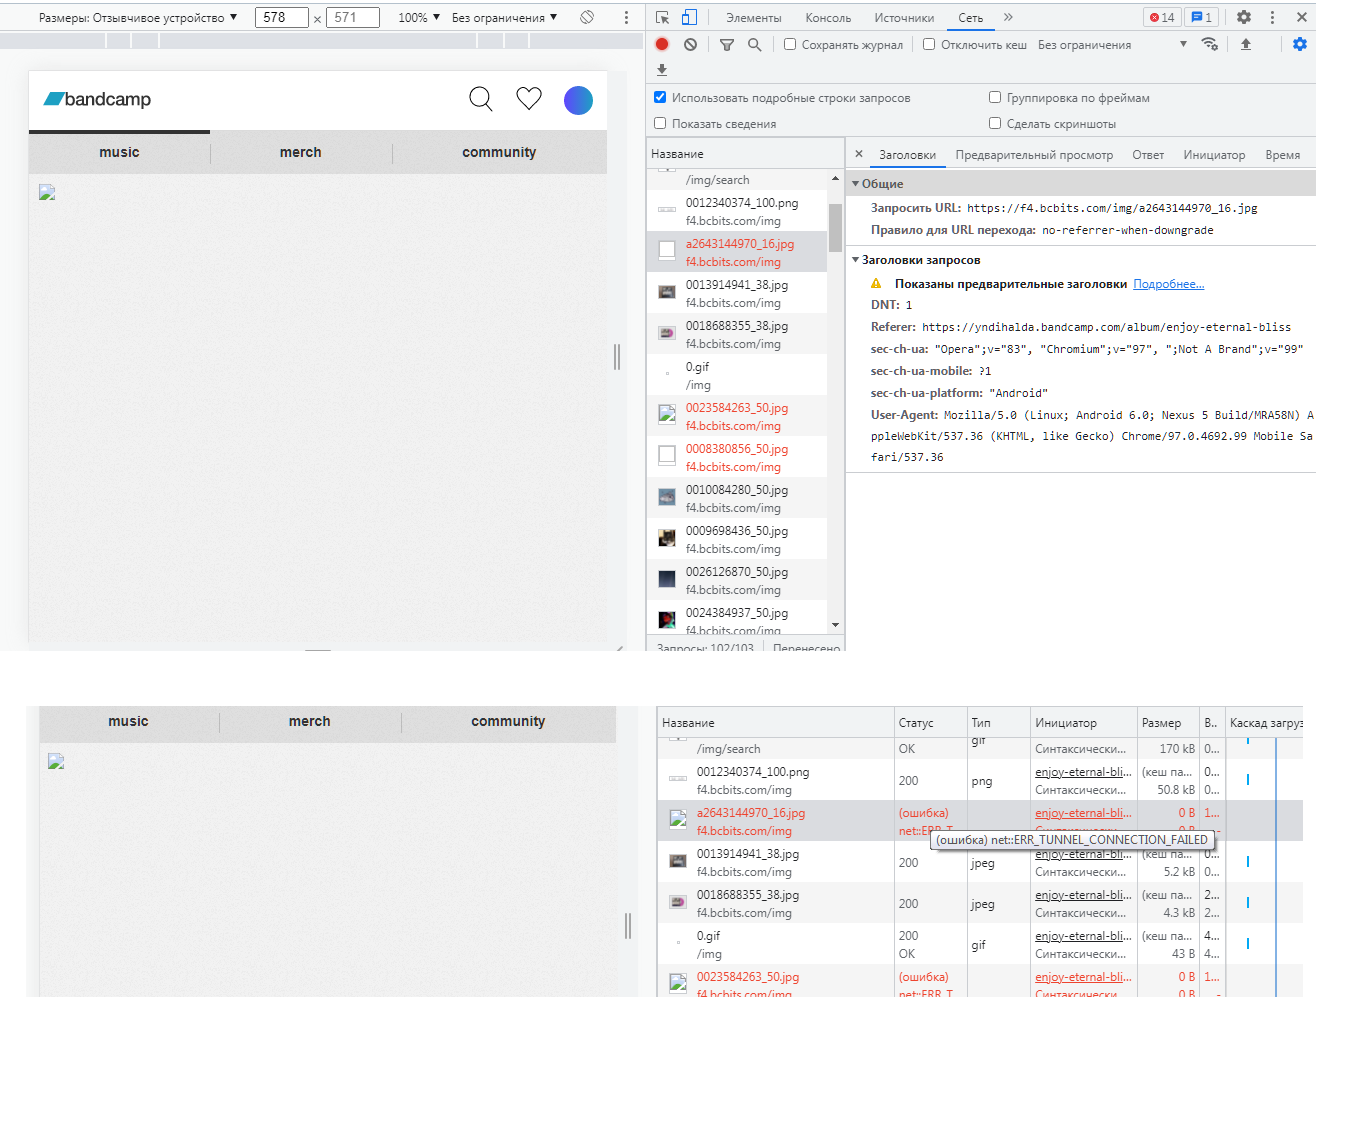 Размеры: Отзывчивое устройство ▼ 578 × 571 100% ▼ Без ограничения ▼
Элементы Консоль Источники Сеть » 14 1
Сохранять журнал Отключить кеш Без ограничения ▼
Использовать подробные строки запросов Группировка по фреймам
Показать сведения Сделать скриншоты
bandcamp
music merch community
Название
/img/search
0012340374_100.png
f4.bcbits.com/img
a2643144970_16.jpg
f4.bcbits.com/img
0013914941_38.jpg
f4.bcbits.com/img
0018688355_38.jpg
f4.bcbits.com/img
0.gif
/img
0023584263_50.jpg
f4.bcbits.com/img
0008380856_50.jpg
f4.bcbits.com/img
0010084280_50.jpg
f4.bcbits.com/img
0009698436_50.jpg
f4.bcbits.com/img
0026126870_50.jpg
f4.bcbits.com/img
0024384937_50.jpg
f4.bcbits.com/img
Запросы: 102/103 Перенесено
× Заголовки Предварительный просмотр Ответ Инициатор Время
Общие
Запросить URL: https://f4.bcbits.com/img/a2643144970_16.jpg
Правило для URL перехода: no-referrer-when-downgrade
Заголовки запросов
Показаны предварительные заголовки Подробнее...
DNT: 1
Referer: https://yndihalda.bandcamp.com/album/enjoy-eternal-bliss
sec-ch-ua: "Opera";v="83", "Chromium";v="97", ";Not A Brand";v="99"
sec-ch-ua-mobile: ?1
sec-ch-ua-platform: "Android"
User-Agent: Mozilla/5.0 (Linux; Android 6.0; Nexus 5 Build/MRA58N) A
ppleWebKit/537.36 (KHTML, like Gecko) Chrome/97.0.4692.99 Mobile Sa
fari/537.36
music merch community
Название Статус Тип Инициатор Размер В.. Каскад загруз
/img/search OK gif Синтаксически... 170 kB 0...
0012340374_100.png 200 png enjoy-eternal-bli... (кеш па... 0...
f4.bcbits.com/img Синтаксически... 50.8 kB 0...
a2643144970_16.jpg (ошибка) enjoy-eternal-bli... 0 B 1...
f4.bcbits.com/img net::ERR_T
(ошибка) net::ERR_TUNNEL_CONNECTION_FAILED
0013914941_38.jpg 200 jpeg enjoy-eternal-bli... (кеш па... 0...
f4.bcbits.com/img Синтаксически... 5.2 kB 0...
0018688355_38.jpg 200 jpeg enjoy-eternal-bli... (кеш па... 2...
f4.bcbits.com/img Синтаксически... 4.3 kB 2...
0.gif 200 gif enjoy-eternal-bli... (кеш па... 4...
/img OK Синтаксически... 43 B 4...
0023584263_50.jpg (ошибка) enjoy-eternal-bli... 0 B 1...
f4.bcbits.com/img net::ERR_T Синтаксически 0 B -